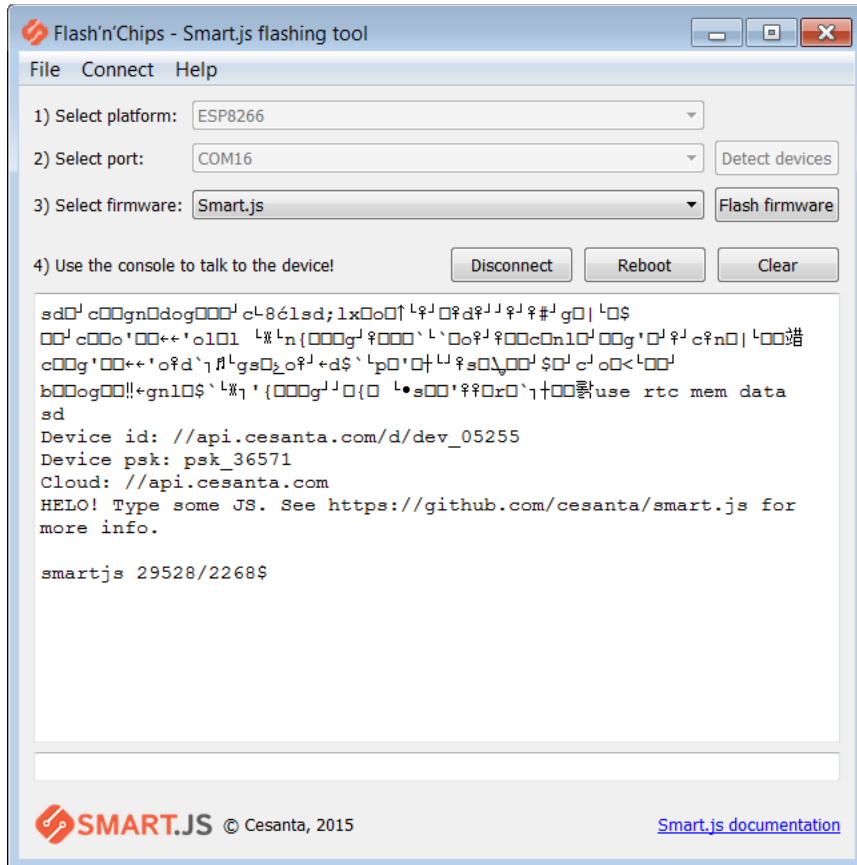 Flash'n'Chips - Smart.js flashing tool
File Connect Help
1) Select platform: ESP8266
2) Select port: COM16 Detect devices
3) Select firmware: Smart.js Flash firmware
4) Use the console to talk to the device! Disconnect Reboot Clear
use rtc mem data
sd
Device id: //api.cesanta.com/d/dev_05255
Device psk: psk_36571
Cloud: //api.cesanta.com
HELO! Type some JS. See https://github.com/cesanta/smart.js for
more info.
smartjs 29528/2268$
SMART.JS © Cesanta, 2015 Smart.js documentation